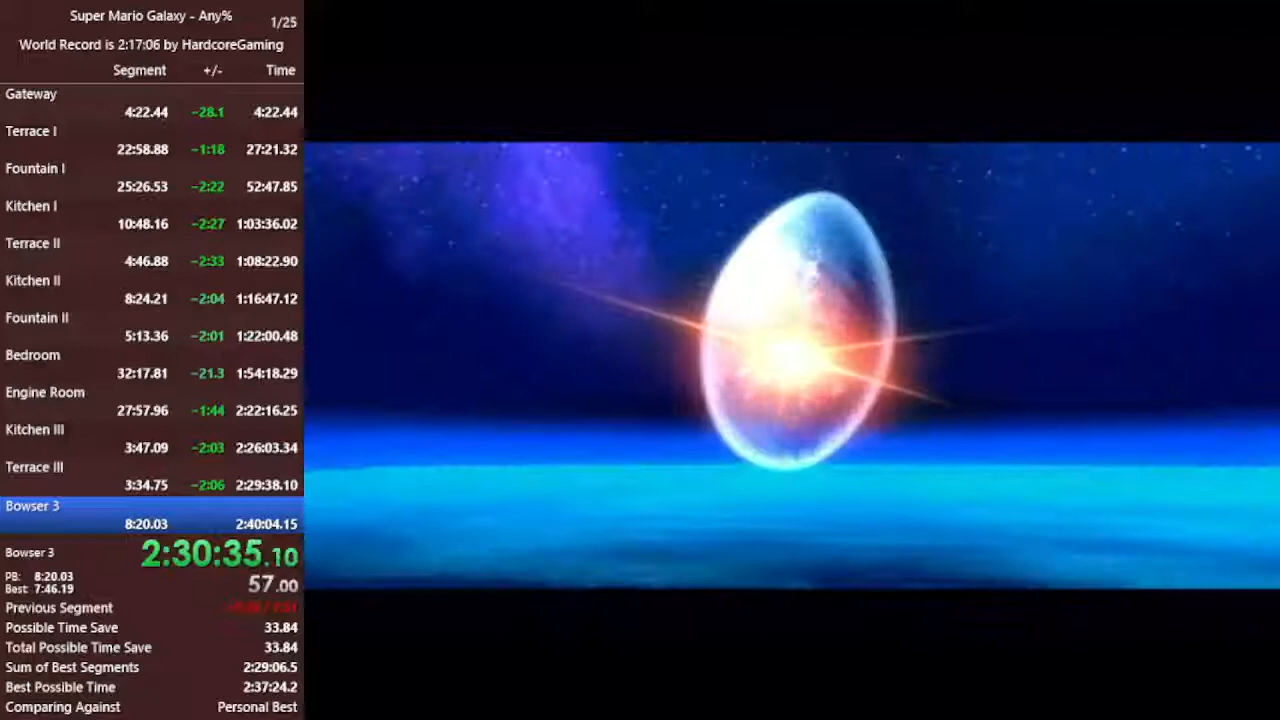 Super Mario Galaxy - Any%
1/25
World Record is 2:17:06 by HardcoreGaming
Segment +/- Time
Gateway
4:22.44 -28.1 4:22.44
Terrace I
22:58.88 -1:18 27:21.32
Fountain I
25:26.53 -2:22 52:47.85
Kitchen I
10:48.16 -2:27 1:03:36.02
Terrace II
4:46.88 -2:33 1:08:22.90
Kitchen II
8:24.21 -2:04 1:16:47.12
Fountain II
5:13.36 -2:01 1:22:00.48
Bedroom
32:17.81 -21.3 1:54:18.29
Engine Room
27:57.96 -1:44 2:22:16.25
Kitchen III
3:47.09 -2:03 2:26:03.34
Terrace III
3:34.75 -2:06 2:29:38.10
Bowser 3
8:20.03 2:40:04.15
Bowser 3 2:30:35.10
PB: 8:20.03 57.00
Best: 7:46.19
Previous Segment
Possible Time Save 33.84
Total Possible Time Save 33.84
Sum of Best Segments 2:29:06.5
Best Possible Time 2:37:24.2
Comparing Against Personal Best